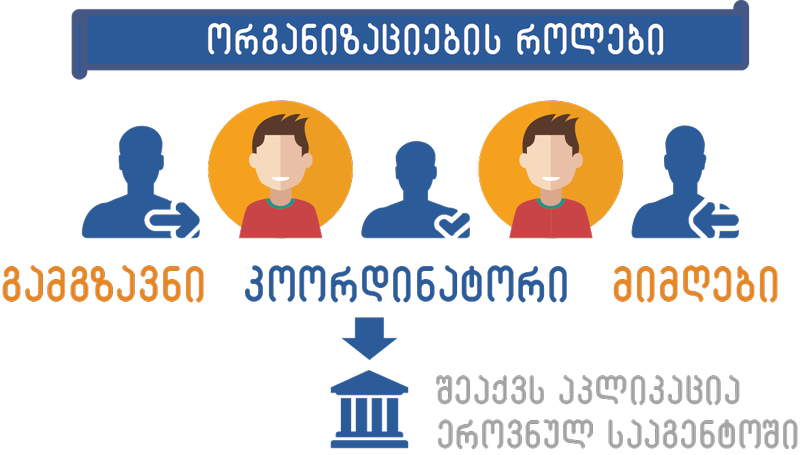 ორგანიზაციების როლები
გამგზავნი კოორდინატორი მიმღები
შეაქვს აპლიკაცია
ეროვნულ სააგენტოში